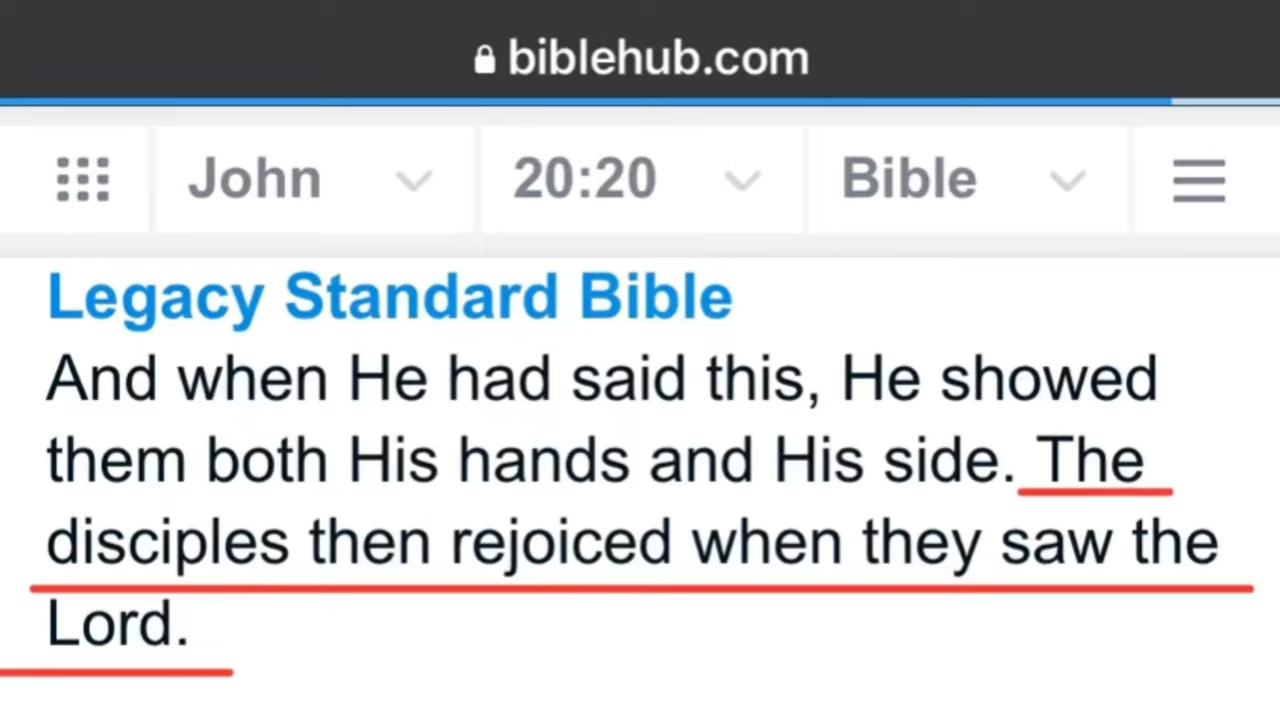 biblehub.com
John 20:20 Bible
Legacy Standard Bible
And when He had said this, He showed
them both His hands and His side. The
disciples then rejoiced when they saw the
Lord.